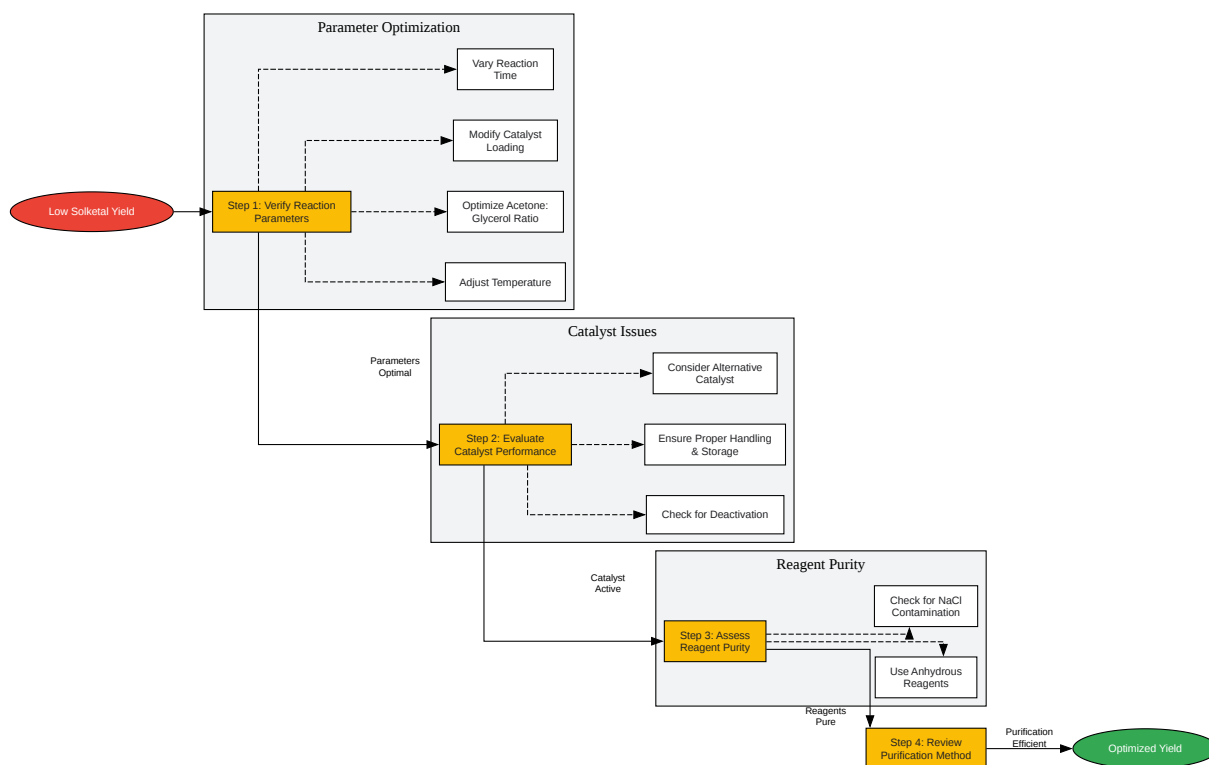 Parameter Optimization
Vary Reaction
Time
Modify Catalyst
Loading
Low Solketal Yield
Step 1: Verify Reaction
Parameters
Optimize Acetone:
Glycerol Ratio
Adjust Temperature
Parameters
Optimal
Catalyst Issues
Consider Alternative
Catalyst
Step 2: Evaluate
Catalyst Performance
Ensure Proper Handling
& Storage
Check for Deactivation
Catalyst
Active
Reagent Purity
Check for NaCl
Contamination
Step 3: Assess
Reagent Purity
Use Anhydrous
Reagents
Reagents
Pure
Step 4: Review
Purification Method
Purification
Efficient
Optimized Yield